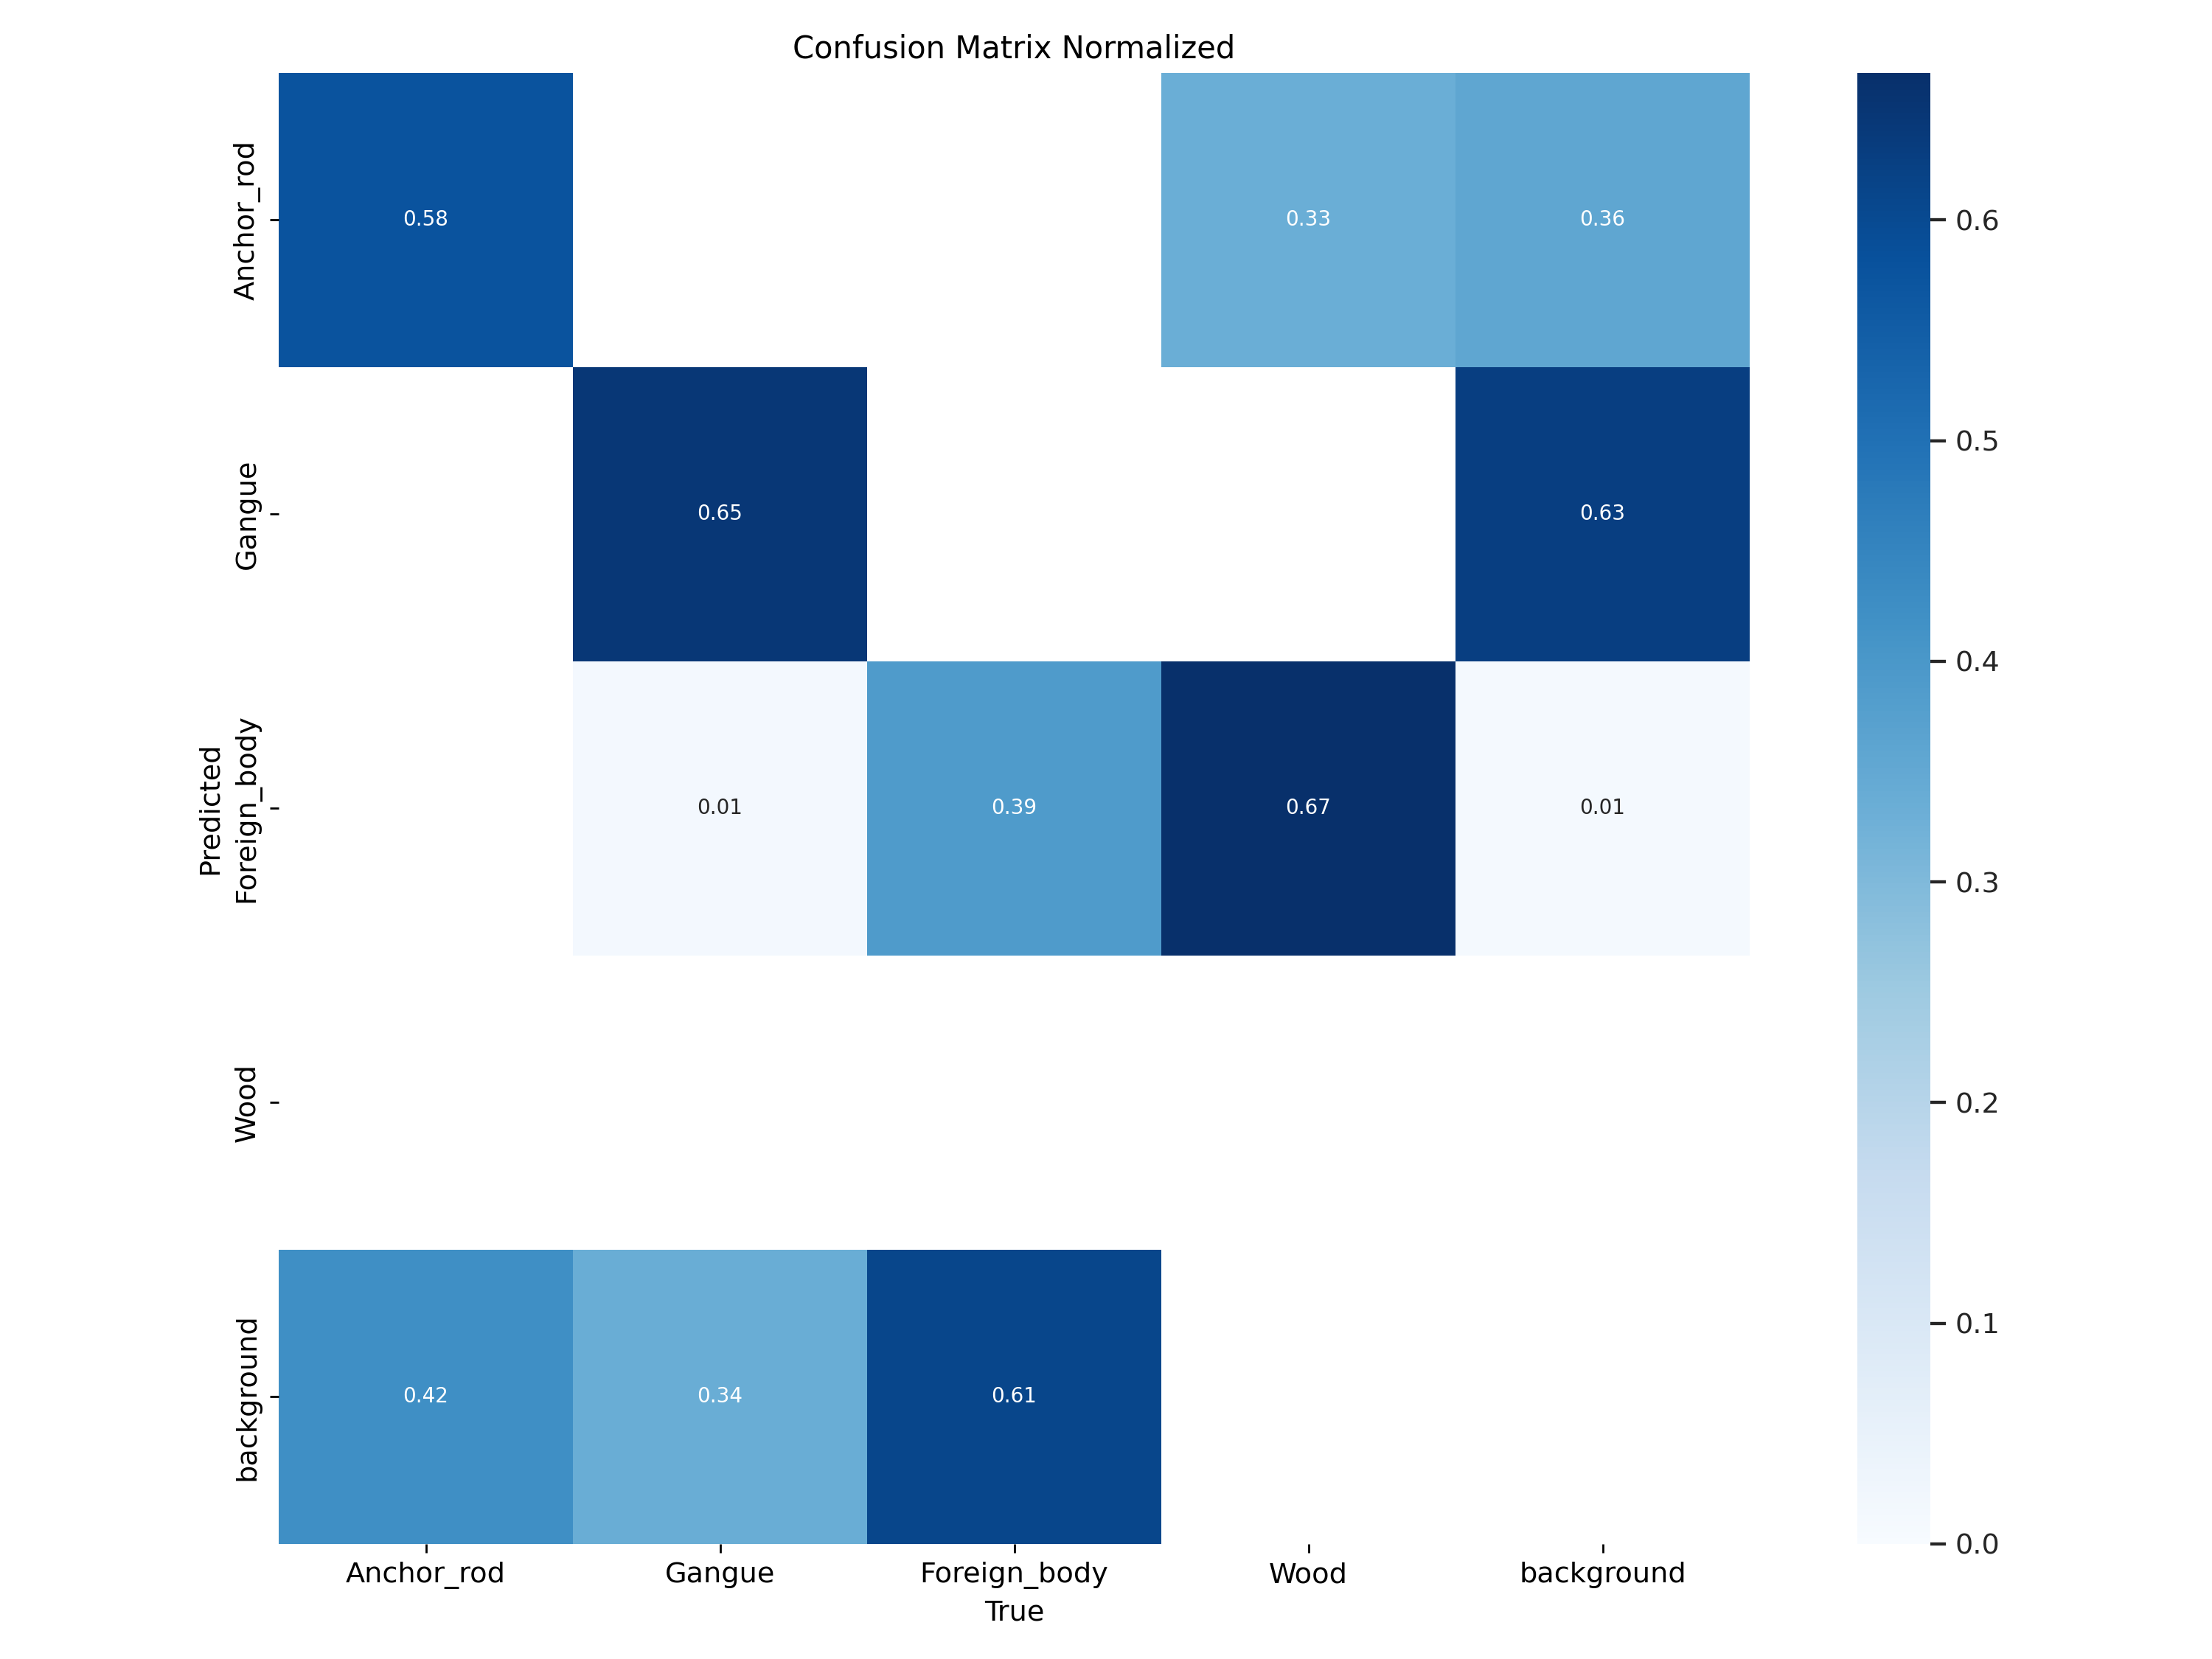 Confusion Matrix Normalized
Predicted
Anchor_rod
0.58
0.33
0.36
Gangue
0.65
0.63
Foreign_body
0.01
0.39
0.67
0.01
Wood
background
0.42
0.34
0.61
Anchor_rod
Gangue
Foreign_body
Wood
background
True
0.6
0.5
0.4
0.3
0.2
0.1
0.0